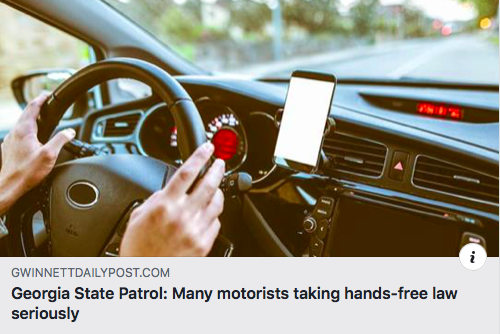 GWINNETTDAILYPOST.COM
Georgia State Patrol: Many motorists taking hands-free law
seriously